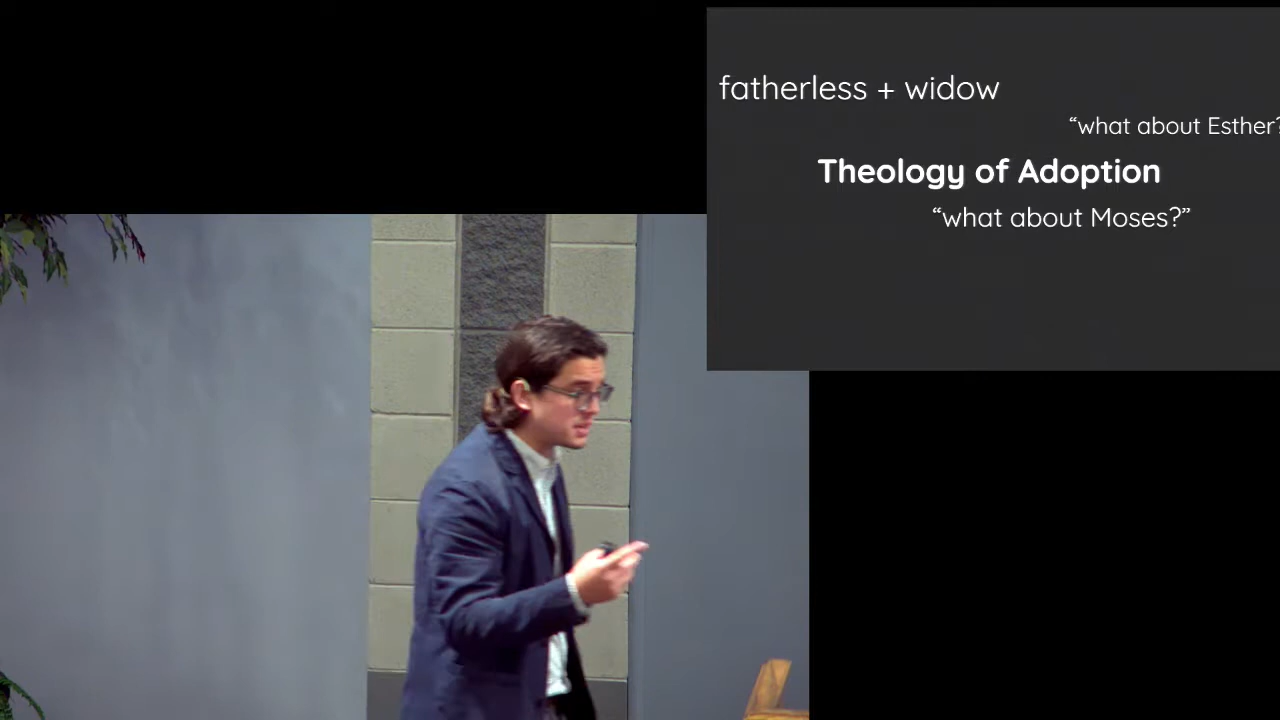 fatherless + widow
“what about Esther?
Theology of Adoption
“what about Moses?”